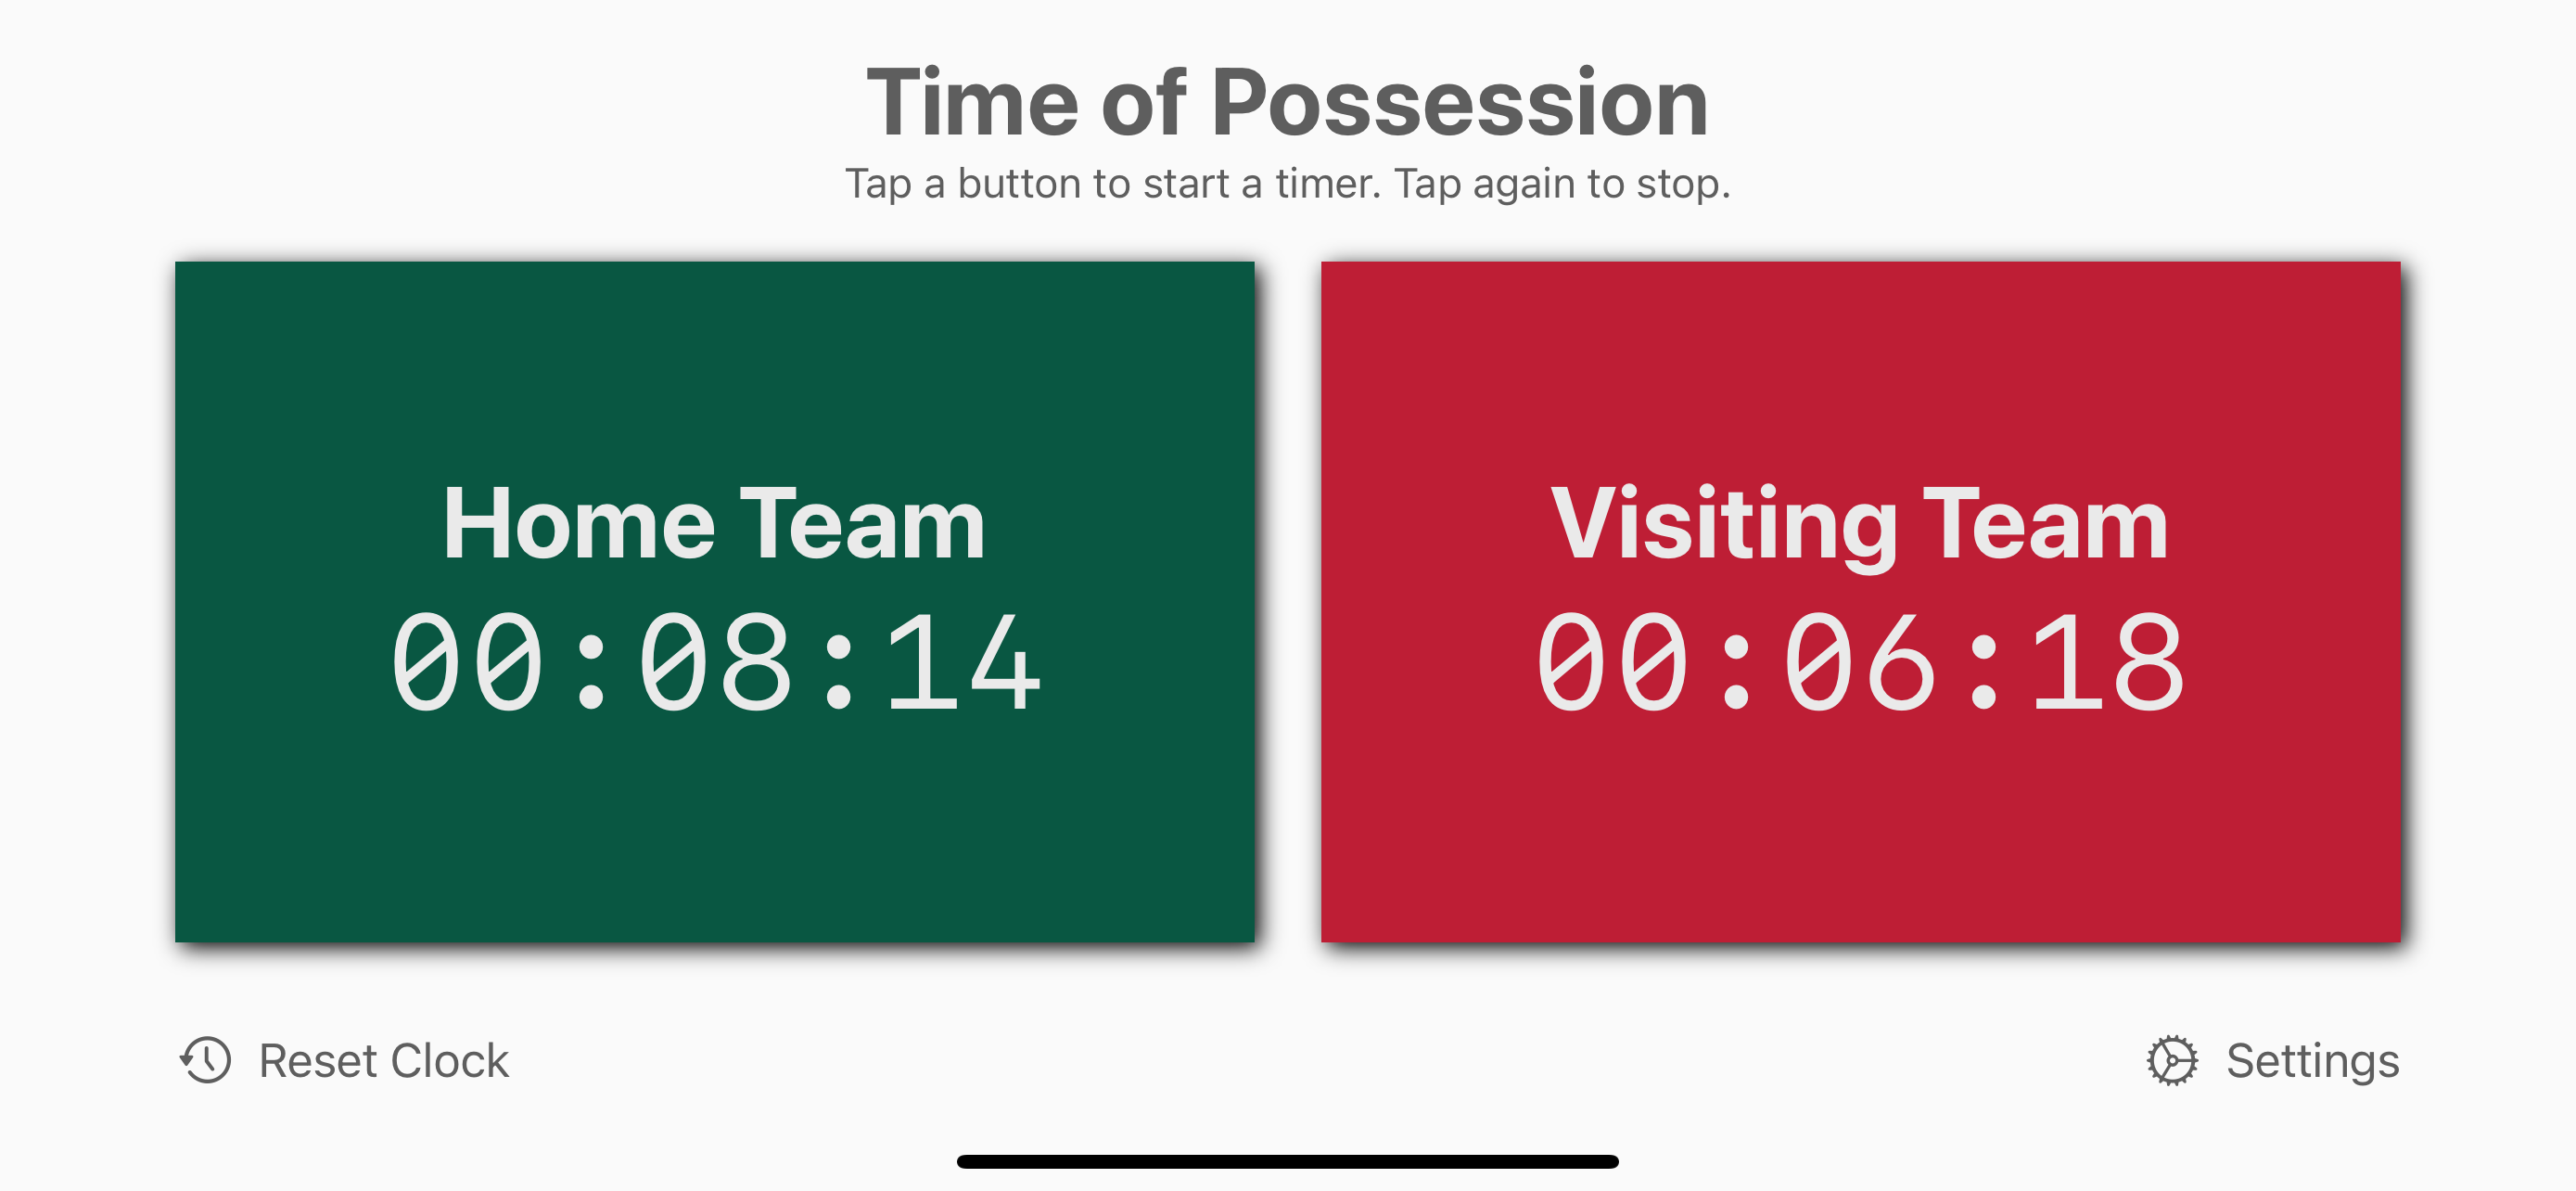 Time of Possession
Tap a button to start a timer. Tap again to stop.
Home Team
00:08:14
Visiting Team
00:06:18
Reset Clock
Settings